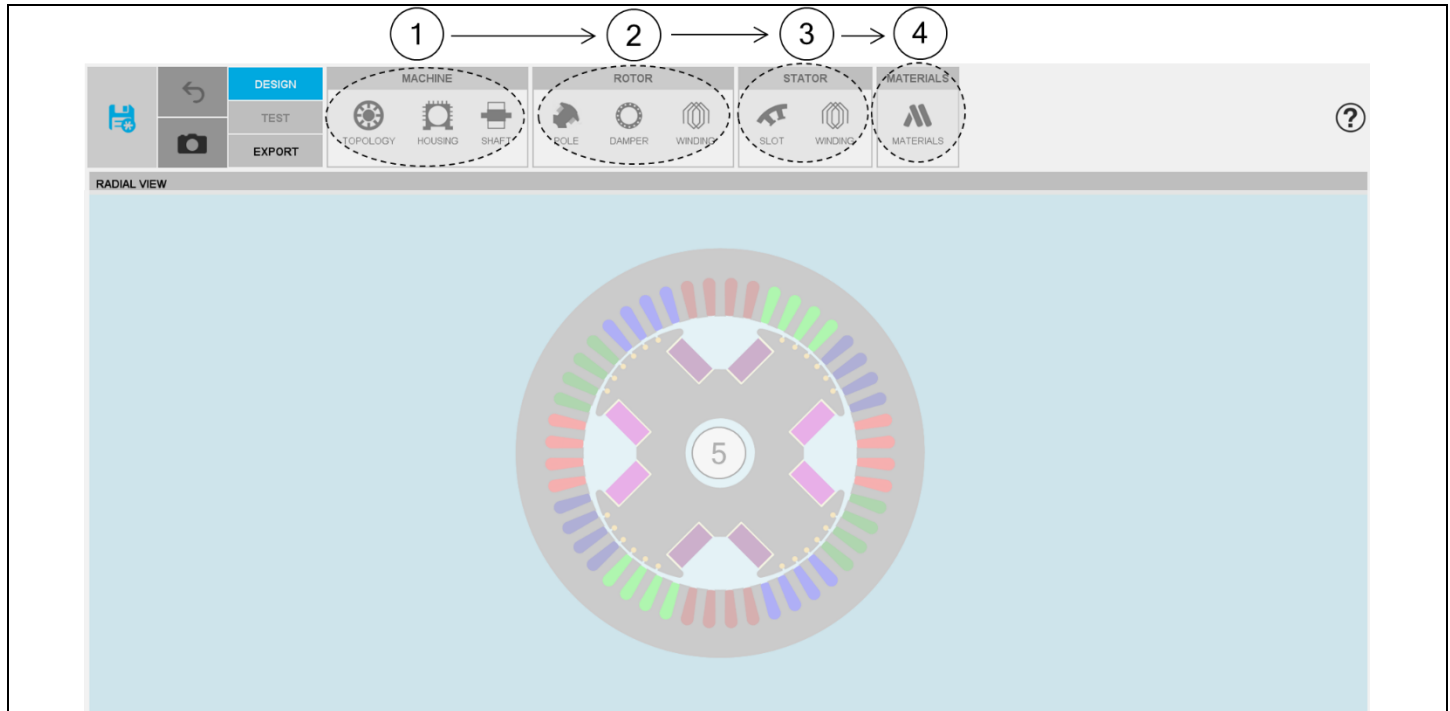 1 2 3 4
DESIGN MACHINE ROTOR STATOR MATERIALS
TEST
EXPORT
TOPOLOGY HOUSING SHAFT POLE DAMPER WINDING SLOT WINDING MATERIALS
?
RADIAL VIEW
5